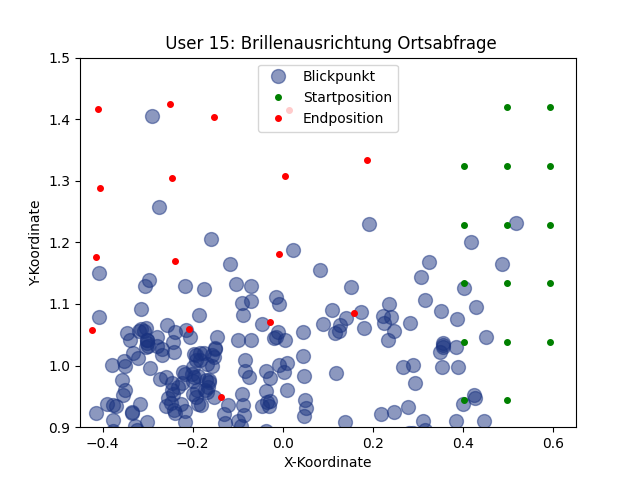 User 15: Brillenausrichtung Ortsabfrage
Blickpunkt
Startposition
Endposition
Y-Koordinate
1.5
1.4
1.3
1.2
1.1
1.0
0.9
−0.4 −0.2 0.0 0.2 0.4 0.6
X-Koordinate